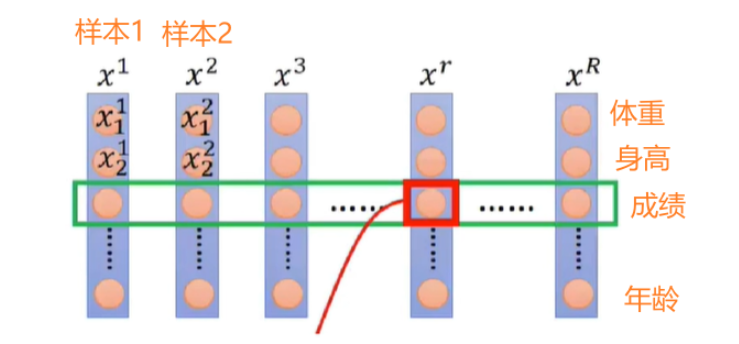 样本1 样本2
x^1 x^2 x^3 x^r x^R
x_1^1 x_1^2 体重
x_2^1 x_2^2 身高
...... ...... 成绩
...... ...... ...... ...... ......
年龄